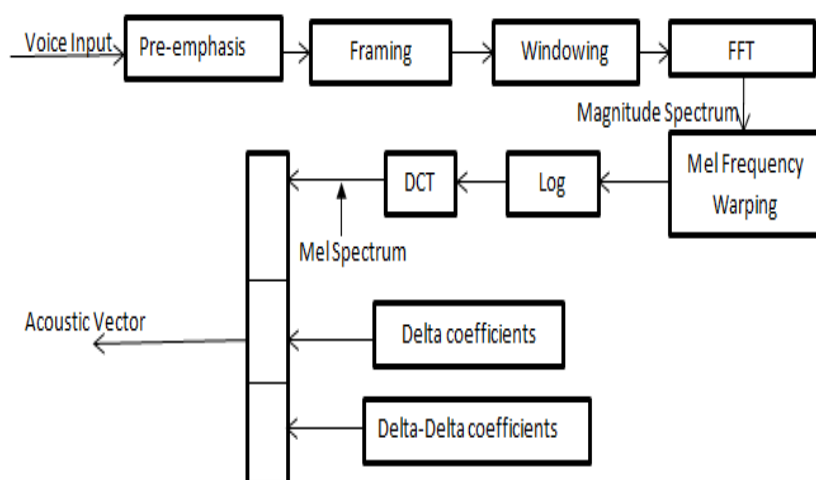 Voice Input
Pre-emphasis
Framing
Windowing
FFT
Magnitude Spectrum
Mel Frequency
Warping
Log
DCT
Mel Spectrum
Acoustic Vector
Delta coefficients
Delta-Delta coefficients